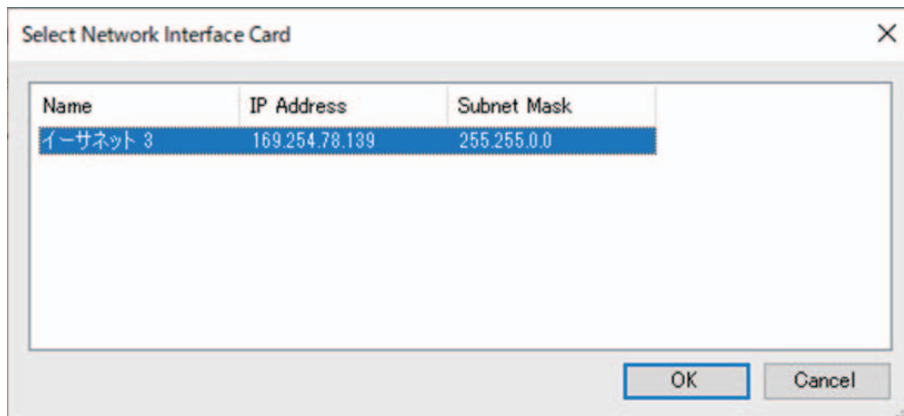 Select Network Interface Card
Name IP Address Subnet Mask
イーサネット 3 169.254.78.139 255.255.0.0
OK Cancel